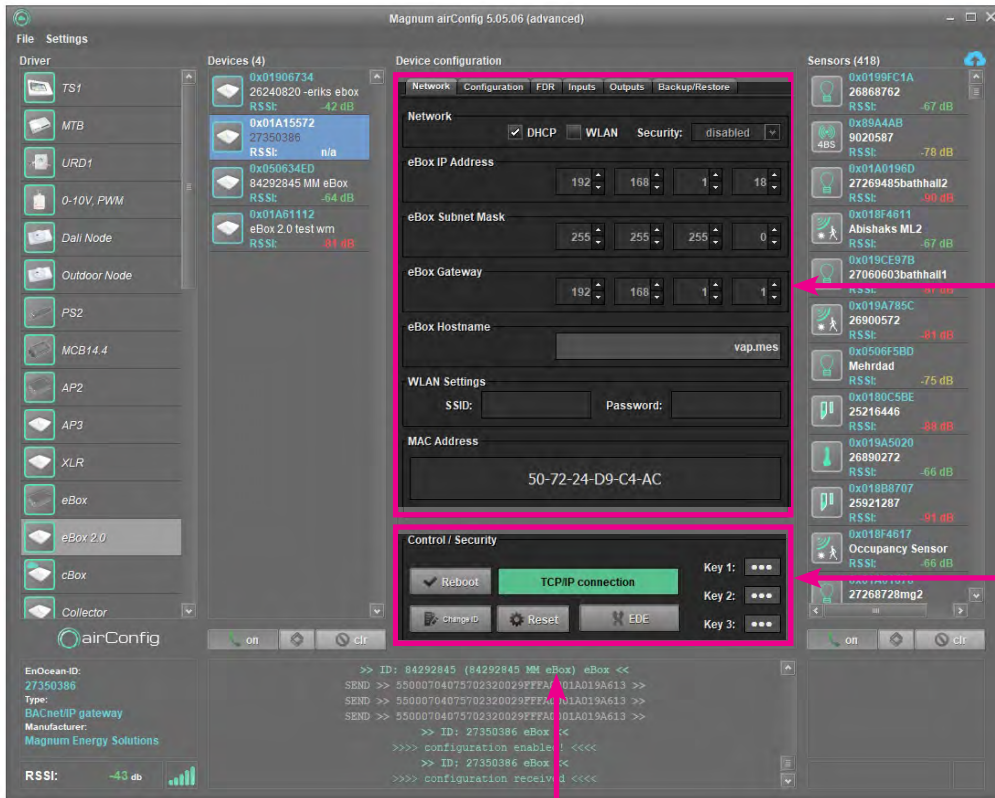 Magnum airConfig 5.05.06 (advanced)
File Settings
Driver
TS1
MTB
URD1
0-10V, PWM
Dali Node
Outdoor Node
PS2
MCB14.4
AP2
AP3
XLR
eBox
eBox 2.0
cBox
Collector
airConfig
Devices (4)
0x01906734
26240820 -eriks ebox
RSSI: -42 dB
0x01A15572
27350386
RSSI: n/a
0x050634ED
84292845 MM eBox
RSSI: -64 dB
0x01A61112
eBox 2.0 test wm
RSSI: -81 dB
on clr
Device configuration
Network Configuration FDR Inputs Outputs Backup/Restore
Network
DHCP WLAN Security: disabled
eBox IP Address
192 168 1 18
eBox Subnet Mask
255 255 255 0
eBox Gateway
192 168 1 1
eBox Hostname
vap.mes
WLAN Settings
SSID: Password:
MAC Address
50-72-24-D9-C4-AC
Control / Security
Reboot TCP/IP connection Key 1: •••
Key 2: •••
Change ID Reset EDE
Key 3: •••
Sensors (418)
0x0199FC1A
26868762
RSSI: -67 dB
0x89A4AB
4BS 9020587
RSSI: -78 dB
0x01A0196D
27269485bathhall2
RSSI: -90 dB
0x018F4611
Abishaks ML2
RSSI: -67 dB
0x019CE97B
27060603bathhall1
RSSI:
0x019A785C
26900572
RSSI: -81 dB
0x0506F5BD
Mehrdad
RSSI: -75 dB
0x0180C5BE
25216446
RSSI: -88 dB
0x019A5020
26890272
RSSI: -66 dB
0x018B8707
25921287
RSSI: -91 dB
0x018F4617
Occupancy Sensor
RSSI: -66 dB
27268728mg2
on clr
EnOcean-ID:
27350386
Type:
BACnet/IP gateway
Manufacturer:
Magnum Energy Solutions
RSSI: -43 db
>> ID: 84292845 (84292845 MM eBox) eBox <<
SEND >>
SEND >>
SEND >>
>> ID: 27350386 eBox <<
>>>> configuration enabled! <<<<
>> ID: 27350386 eBox <<
>>>> configuration received <<<<